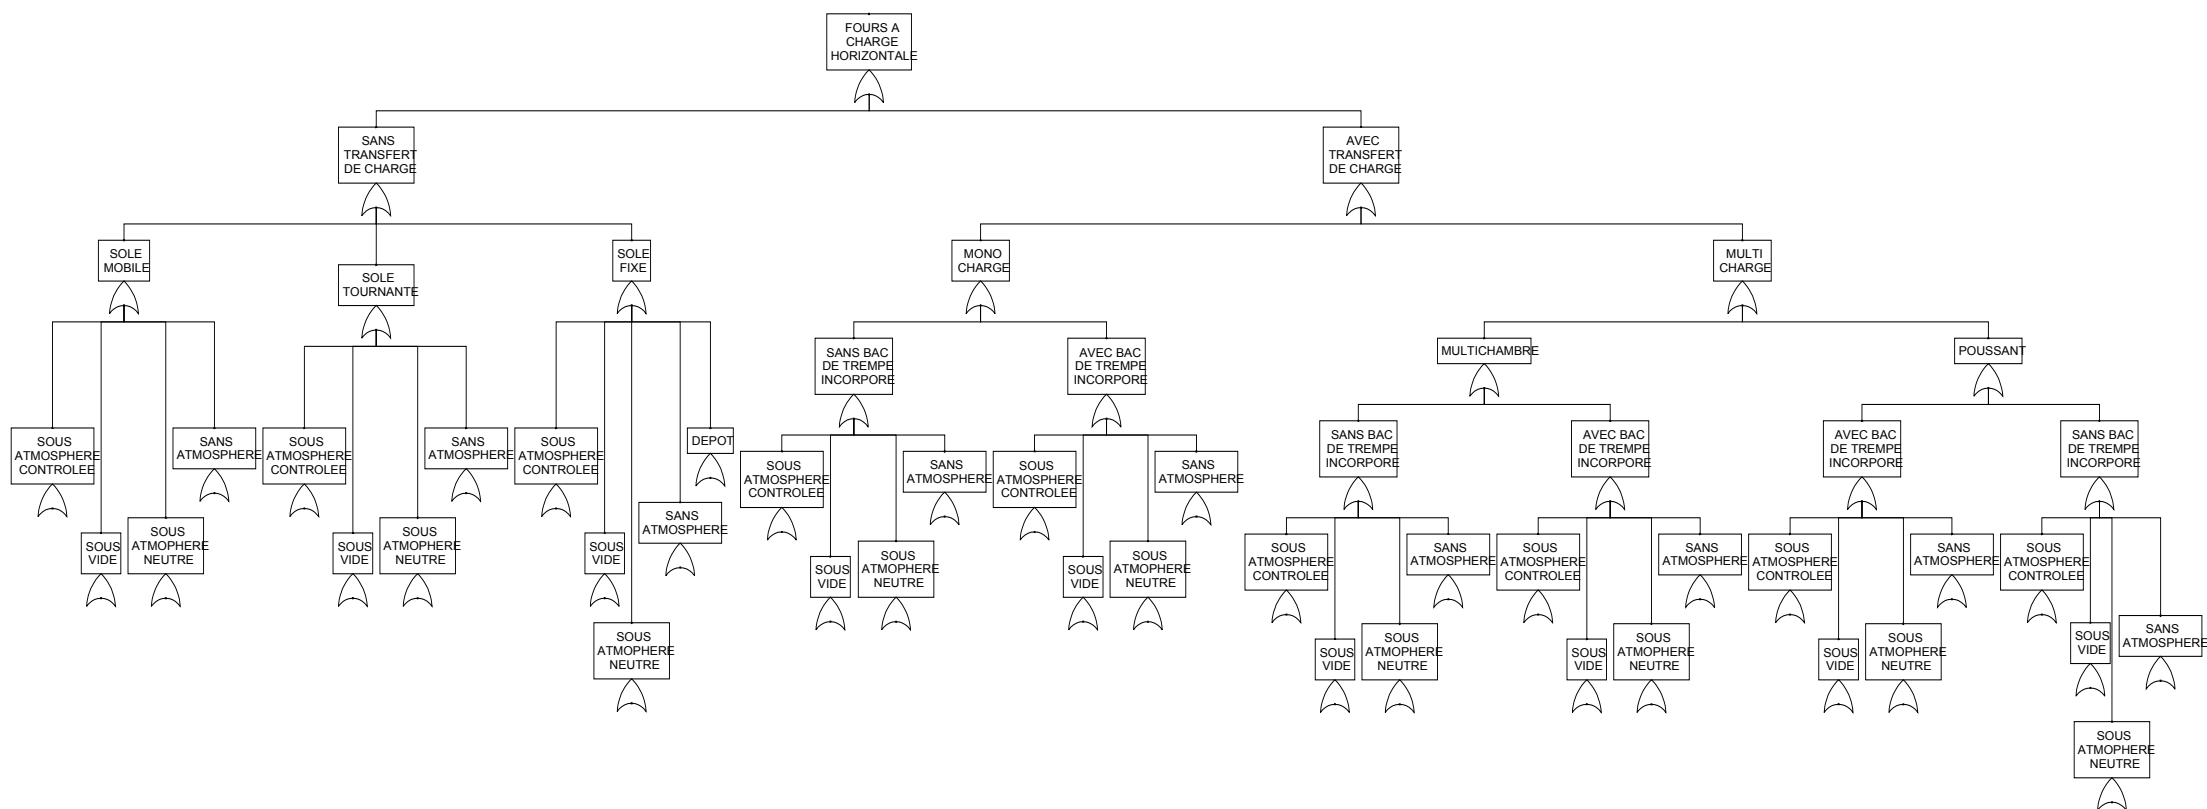 FOURS A
CHARGE
HORIZONTALE
SANS
TRANSFERT
DE CHARGE
AVEC
TRANSFERT
DE CHARGE
SOLE
MOBILE
SOLE
TOURNANTE
SOLE
FIXE
MONO
CHARGE
MULTI
CHARGE
SANS BAC
DE TREMPE
INCORPORE
AVEC BAC
DE TREMPE
INCORPORE
MULTICHAMBRE
POUSSANT
SOUS
ATMOSPHERE
CONTROLEE
SOUS
VIDE
SOUS
ATMOPHERE
NEUTRE
SANS
ATMOSPHERE
SOUS
ATMOSPHERE
CONTROLEE
SOUS
VIDE
SOUS
ATMOPHERE
NEUTRE
SANS
ATMOSPHERE
SOUS
ATMOSPHERE
CONTROLEE
SOUS
VIDE
SOUS
ATMOPHERE
NEUTRE
SANS
ATMOSPHERE
DEPOT
SOUS
ATMOSPHERE
CONTROLEE
SOUS
VIDE
SOUS
ATMOPHERE
NEUTRE
SANS
ATMOSPHERE
SOUS
ATMOSPHERE
CONTROLEE
SOUS
VIDE
SOUS
ATMOPHERE
NEUTRE
SANS
ATMOSPHERE
SANS BAC
DE TREMPE
INCORPORE
AVEC BAC
DE TREMPE
INCORPORE
AVEC BAC
DE TREMPE
INCORPORE
SANS BAC
DE TREMPE
INCORPORE
SOUS
ATMOSPHERE
CONTROLEE
SOUS
VIDE
SOUS
ATMOPHERE
NEUTRE
SANS
ATMOSPHERE
SOUS
ATMOSPHERE
CONTROLEE
SOUS
VIDE
SOUS
ATMOPHERE
NEUTRE
SANS
ATMOSPHERE
SOUS
ATMOSPHERE
CONTROLEE
SOUS
VIDE
SOUS
ATMOPHERE
NEUTRE
SANS
ATMOSPHERE
SOUS
ATMOSPHERE
CONTROLEE
SOUS
VIDE
SOUS
ATMOPHERE
NEUTRE
SANS
ATMOSPHERE